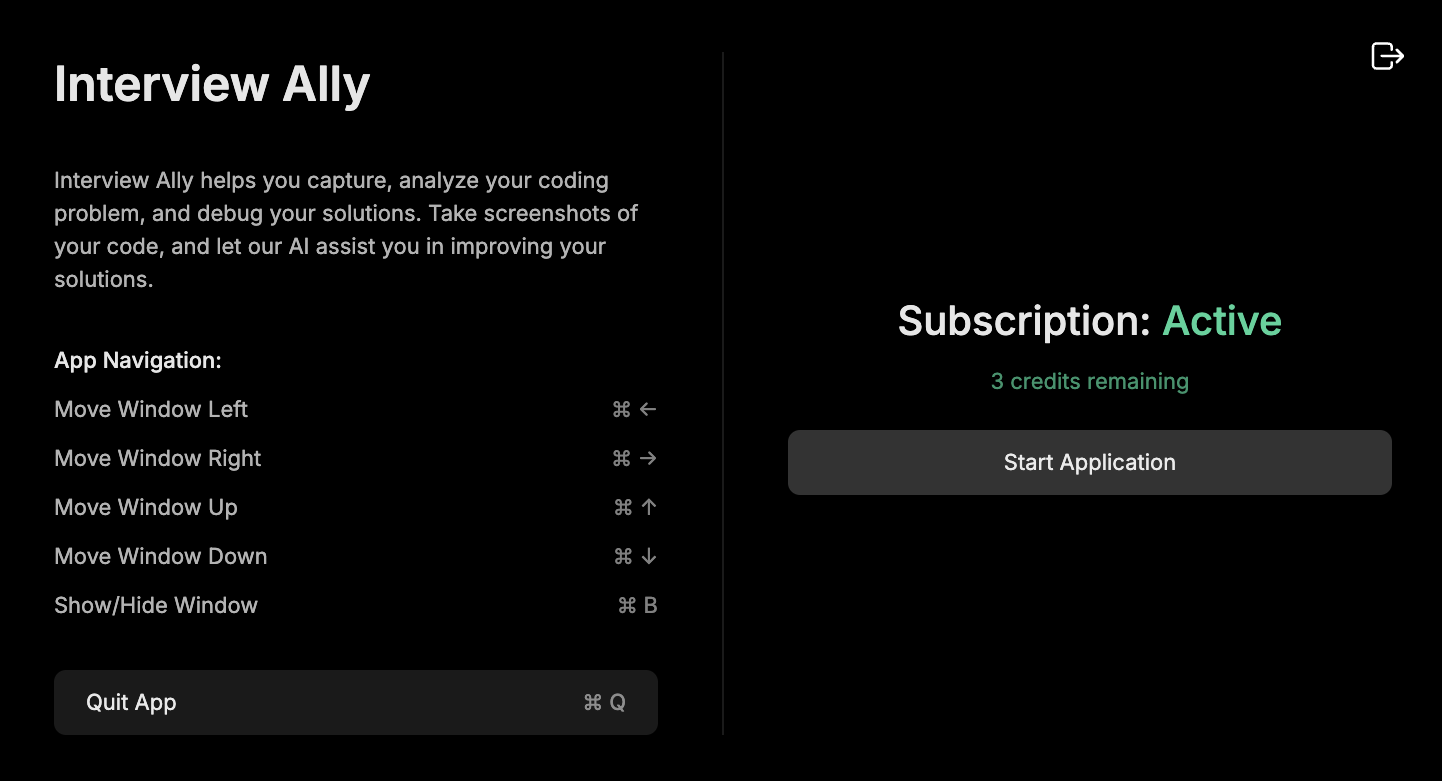 Interview Ally
Interview Ally helps you capture, analyze your coding
problem, and debug your solutions. Take screenshots of
your code, and let our AI assist you in improving your
solutions.
App Navigation:
Move Window Left ⌘ ←
Move Window Right ⌘ →
Move Window Up ⌘ ↑
Move Window Down ⌘ ↓
Show/Hide Window ⌘ B
Quit App ⌘ Q
Subscription: Active
3 credits remaining
Start Application